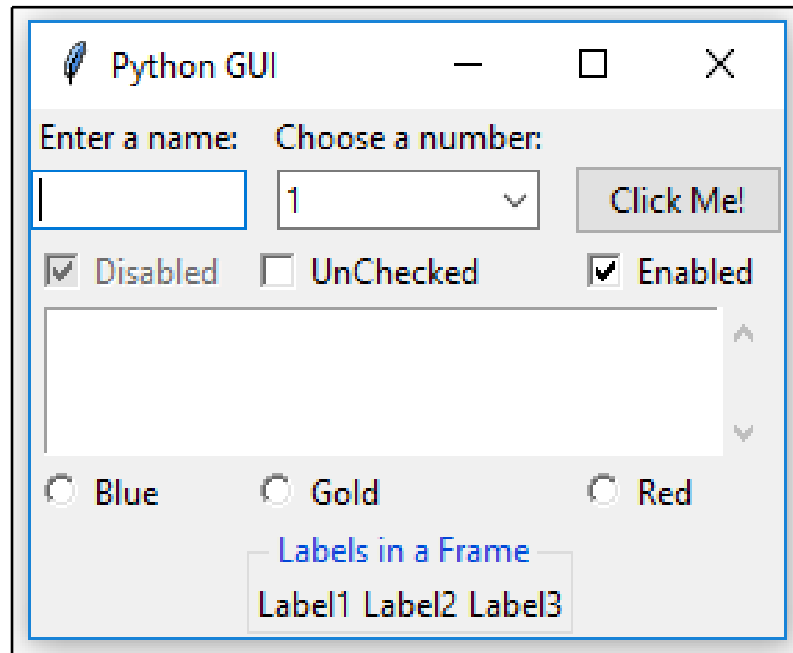 Python GUI
Enter a name: Choose a number:
1 Click Me!
Disabled UnChecked Enabled
Blue Gold Red
Labels in a Frame
Label1 Label2 Label3